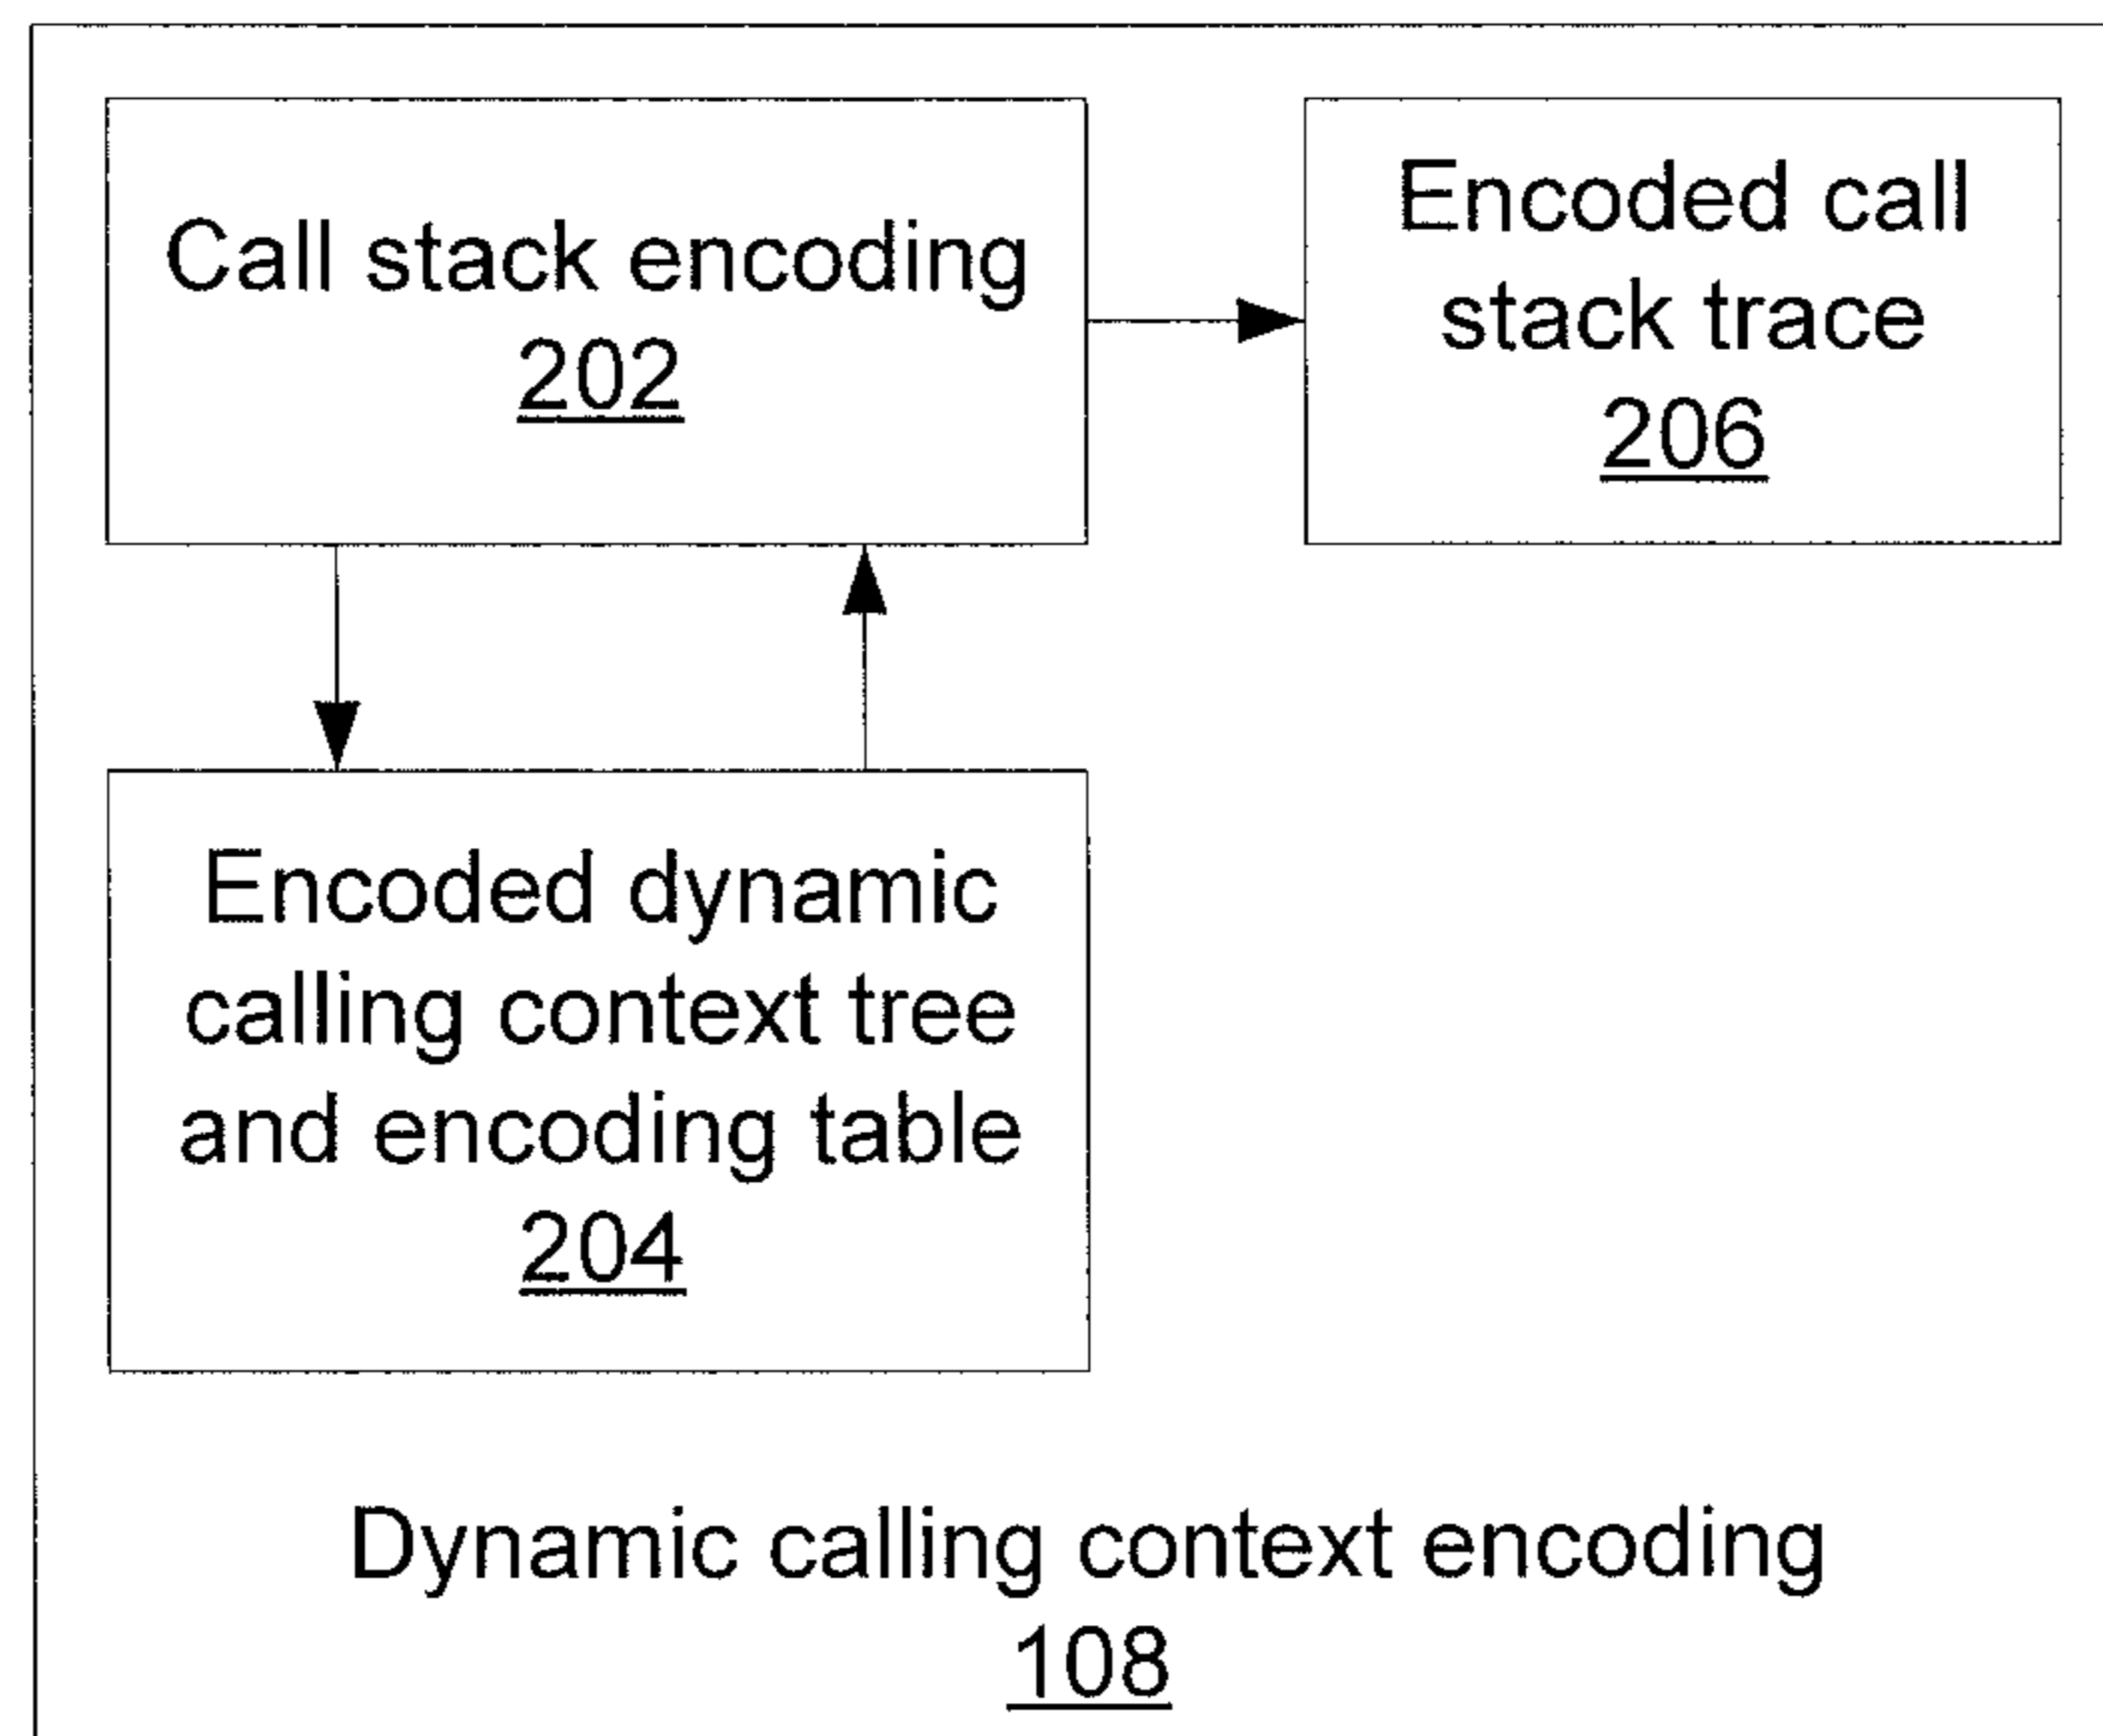 Call stack encoding
202
Encoded call
stack trace
206
Encoded dynamic
calling context tree
and encoding table
204
Dynamic calling context encoding
108